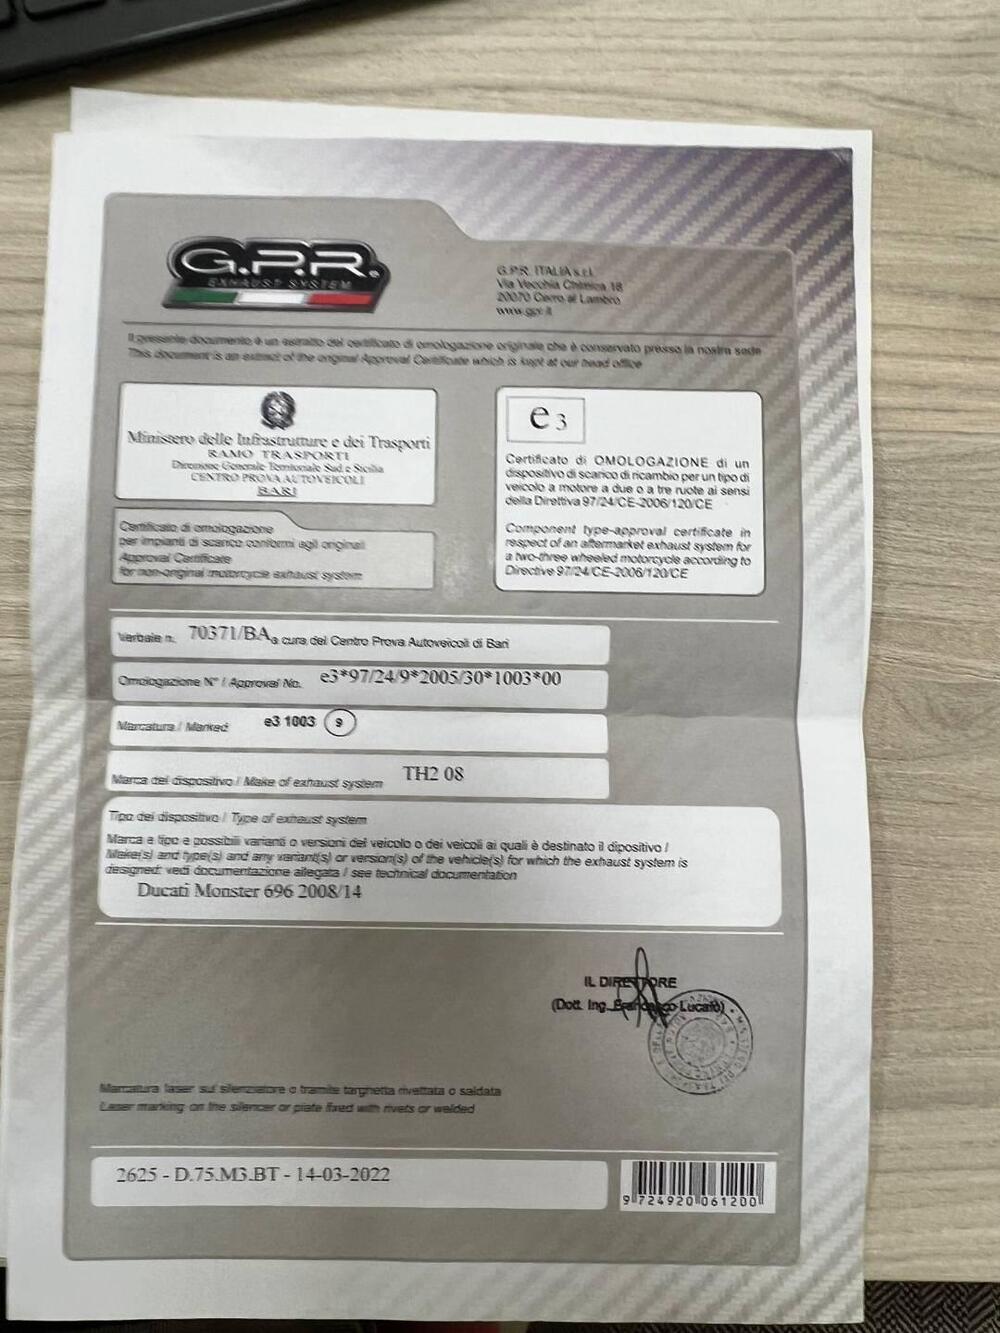 G.P.R.
EXHAUST SYSTEM
G.P.R. ITALIA s.r.l.
Via Vecchia Chimica 18
20070 Cerro al Lambro
www.gpr.it
Il presente documento è un estratto del certificato di omologazione originale che è conservato presso la nostra sede
This document is an extract of the original Approval Certificate which is kept at our head office
Ministero delle Infrastrutture e dei Trasporti
RAMO TRASPORTI
Direzione Generale Territoriale Sud e Sicilia
CENTRO PROVA AUTOVEICOLI
BARI
Certificato di omologazione
per impianti di scarico conformi agli originali
Approval Certificate
for non-original motorcycle exhaust system
e 3
Certificato di OMOLOGAZIONE di un
dispositivo di scarico di ricambio per un tipo di
veicolo a motore a due o a tre ruote ai sensi
della Direttiva 97/24/CE-2006/120/CE
Component type-approval certificate in
respect of an aftermarket exhaust system for
a two-three wheeled motorcycle according to
Directive 97/24/CE-2006/120/CE
Verbale n. 70371/BA a cura del Centro Prova Autoveicoli di Bari
Omologazione N° / Approval No. e3*97/24/9*2005/30*1003*00
Marcatura / Marked e3 1003 9
Marca del dispositivo / Make of exhaust system TH2 08
Tipo del dispositivo / Type of exhaust system
Marca e tipo e possibili varianti o versioni del veicolo o dei veicoli ai quali è destinato il dipositivo /
Make(s) and type(s) and any variant(s) or version(s) of the vehicle(s) for which the exhaust system is
designed: vedi documentazione allegata / see technical documentation
Ducati Monster 696 2008/14
IL DIRETTORE
(Dott. Ing. Francesco Lucafò)
Marcatura laser sul silenziatore o tramite targhetta rivettata o saldata
Laser marking on the silencer or plate fixed with rivets or welded
2625 - D.75.M3.BT - 14-03-2022
9 724920 061200